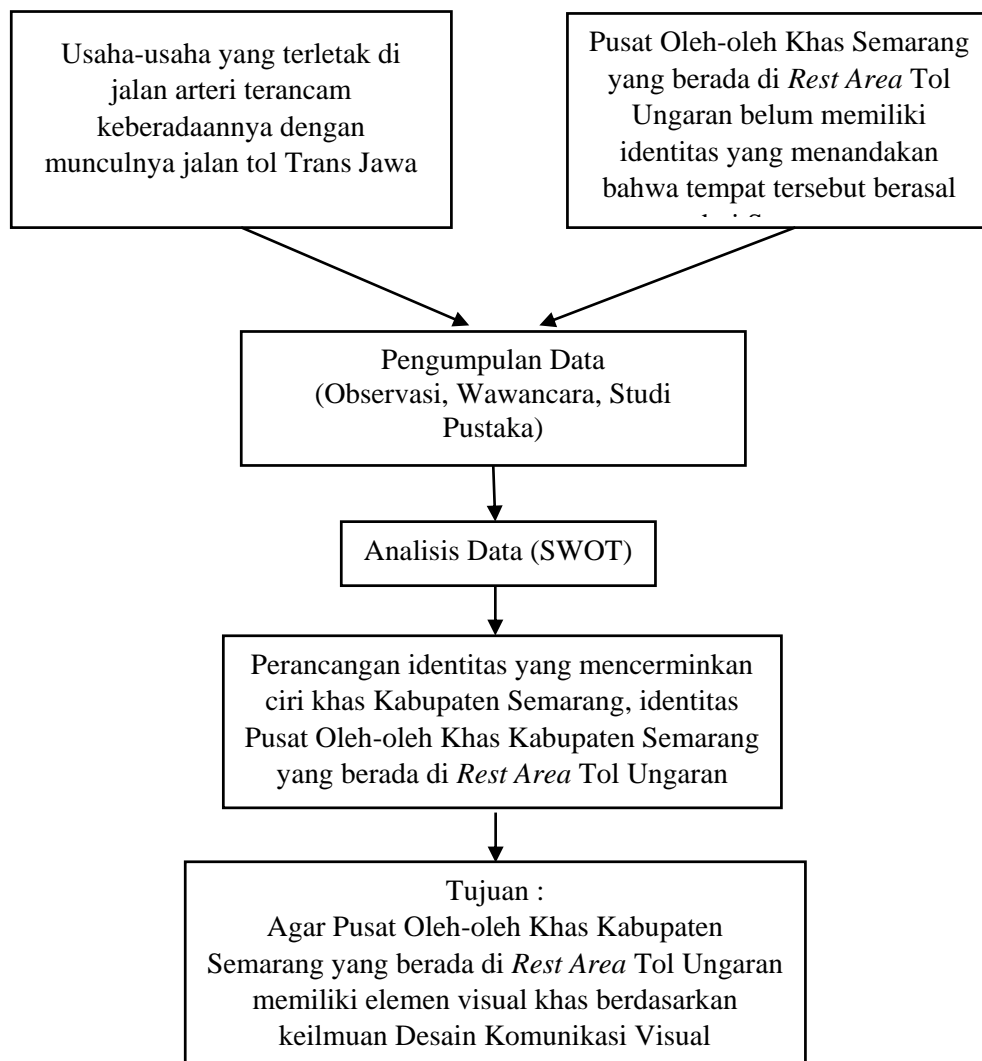 Usaha-usaha yang terletak di
jalan arteri terancam
keberadaannya dengan
munculnya jalan tol Trans Jawa
Pusat Oleh-oleh Khas Semarang
yang berada di Rest Area Tol
Ungaran belum memiliki
identitas yang menandakan
bahwa tempat tersebut berasal
Pengumpulan Data
(Observasi, Wawancara, Studi
Pustaka)
Analisis Data (SWOT)
Perancangan identitas yang mencerminkan
ciri khas Kabupaten Semarang, identitas
Pusat Oleh-oleh Khas Kabupaten Semarang
yang berada di Rest Area Tol Ungaran
Tujuan :
Agar Pusat Oleh-oleh Khas Kabupaten
Semarang yang berada di Rest Area Tol Ungaran
memiliki elemen visual khas berdasarkan
keilmuan Desain Komunikasi Visual